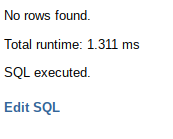 No rows found.
Total runtime: 1.311 ms
SQL executed.
Edit SQL